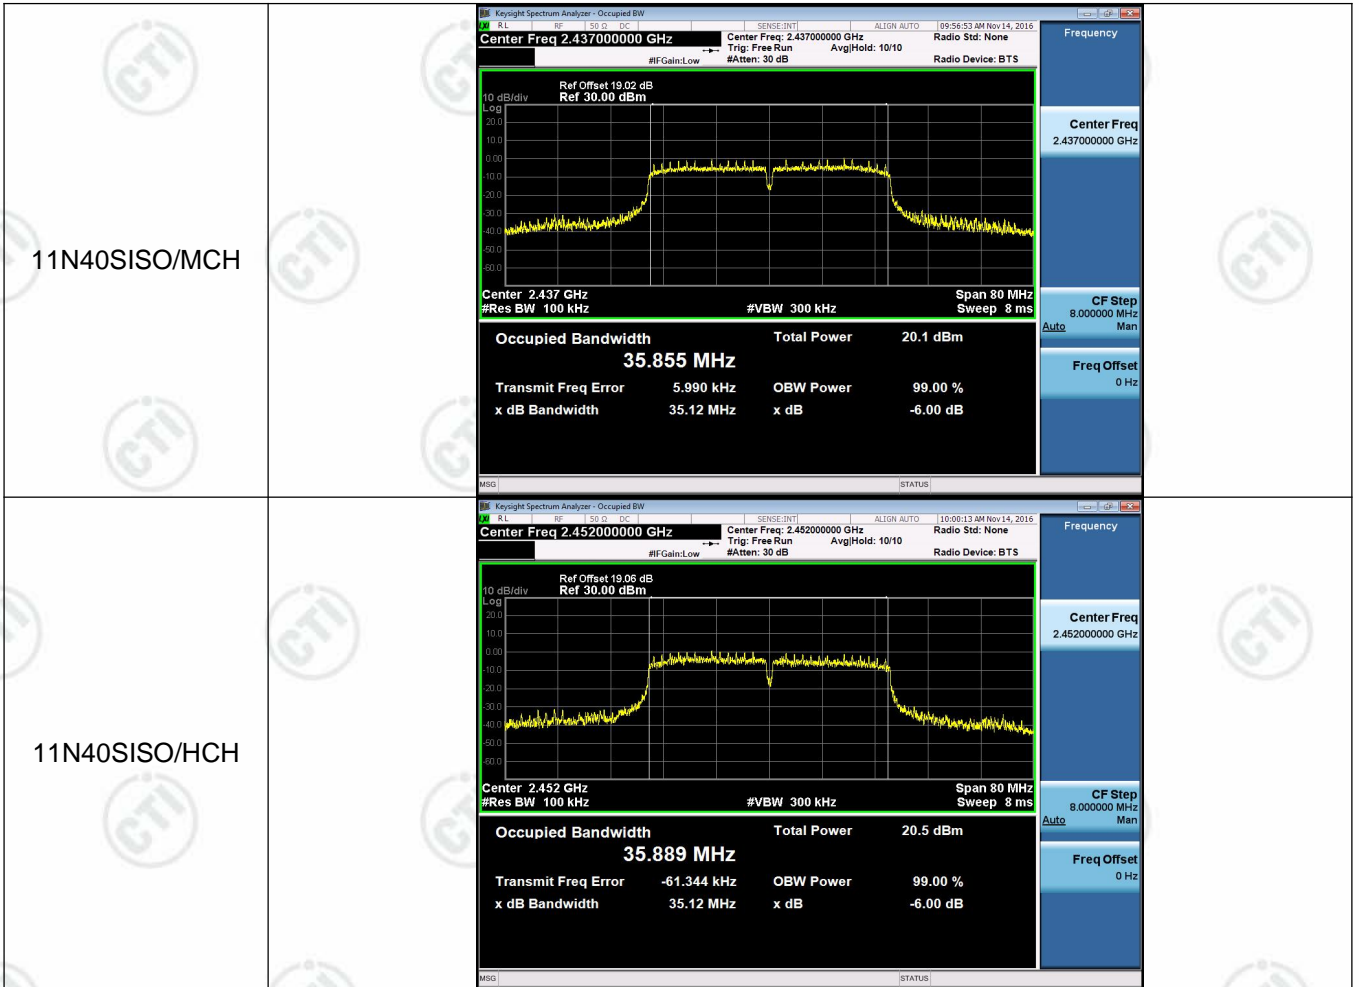 11N40SISO/MCH
Keysight Spectrum Analyzer - Occupied BW
RL RF 50 Ω DC SENSE:INT ALIGN AUTO 09:56:53 AM Nov 14, 2016
Center Freq 2.437000000 GHz
Center Freq: 2.437000000 GHz Radio Std: None
Trig: Free Run Avg|Hold: 10/10
#IFGain:Low #Atten: 30 dB Radio Device: BTS
Frequency
Ref Offset 19.02 dB
10 dB/div Ref 30.00 dBm
Log
20.0
10.0
0.00
-10.0
-20.0
-30.0
-40.0
-50.0
-60.0
Center 2.437 GHz Span 80 MHz
#Res BW 100 kHz #VBW 300 kHz Sweep 8 ms
Occupied Bandwidth Total Power 20.1 dBm
35.855 MHz
Transmit Freq Error 5.990 kHz OBW Power 99.00 %
x dB Bandwidth 35.12 MHz x dB -6.00 dB
Center Freq
2.437000000 GHz
CF Step
8.000000 MHz
Auto Man
Freq Offset
0 Hz
MSG STATUS
11N40SISO/HCH
Keysight Spectrum Analyzer - Occupied BW
RL RF 50 Ω DC SENSE:INT ALIGN AUTO 10:00:13 AM Nov 14, 2016
Center Freq 2.452000000 GHz
Center Freq: 2.452000000 GHz Radio Std: None
Trig: Free Run Avg|Hold: 10/10
#IFGain:Low #Atten: 30 dB Radio Device: BTS
Frequency
Ref Offset 19.06 dB
10 dB/div Ref 30.00 dBm
Log
20.0
10.0
0.00
-10.0
-20.0
-30.0
-40.0
-50.0
-60.0
Center 2.452 GHz Span 80 MHz
#Res BW 100 kHz #VBW 300 kHz Sweep 8 ms
Occupied Bandwidth Total Power 20.5 dBm
35.889 MHz
Transmit Freq Error -61.344 kHz OBW Power 99.00 %
x dB Bandwidth 35.12 MHz x dB -6.00 dB
Center Freq
2.452000000 GHz
CF Step
8.000000 MHz
Auto Man
Freq Offset
0 Hz
MSG STATUS
CTI
CTI
CTI
CTI
CTI
CTI
CTI
CTI
CTI
CTI